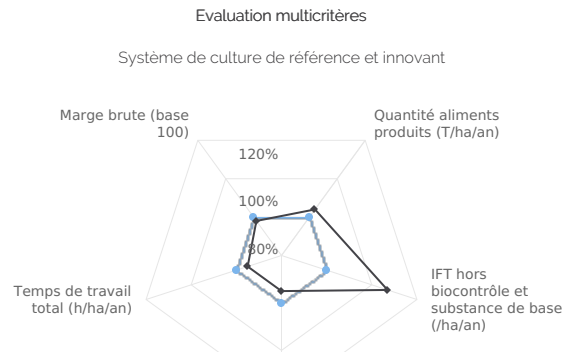 Evaluation multicritères
Système de culture de référence et innovant
Marge brute (base
100)
Quantité aliments
produits (T/ha/an)
120%
100%
80%
Temps de travail
total (h/ha/an)
IFT hors
biocontrôle et
substance de base
(/ha/an)